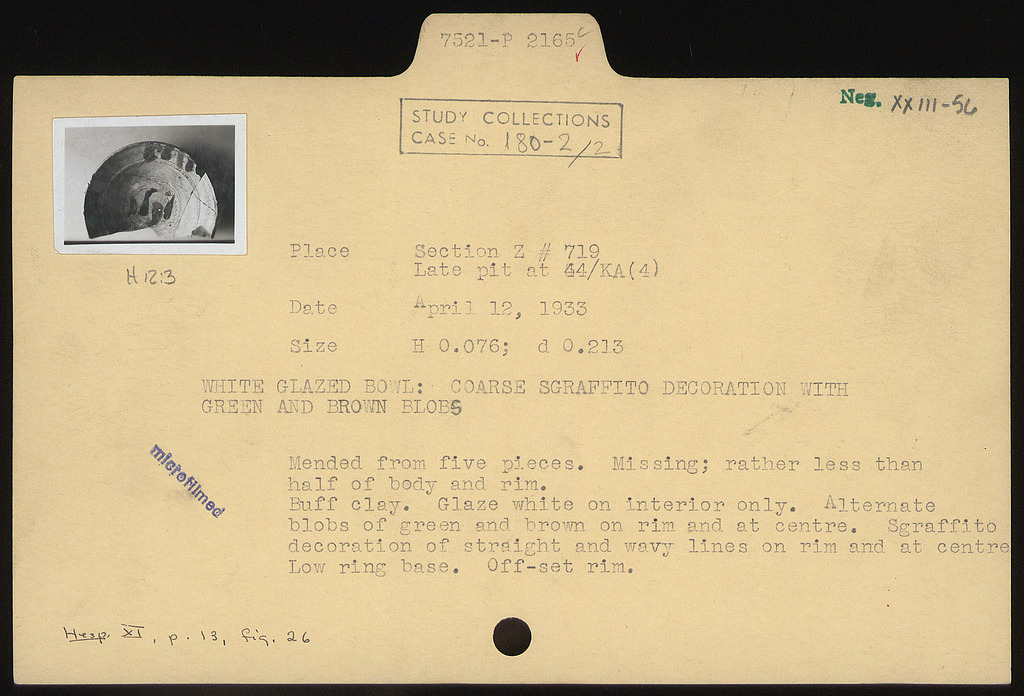 7521-P 2165 c
Neg. XXIII-56
STUDY COLLECTIONS
CASE No. 180-2/2
H 12:3
Place Section Z # 719
Late pit at 44/KA(4)
Date April 12, 1933
Size H 0.076; d 0.213
WHITE GLAZED BOWL: COARSE SGRAFFITO DECORATION WITH
GREEN AND BROWN BLOBS
microfilmed
Mended from five pieces. Missing; rather less than
half of body and rim.
Buff clay. Glaze white on interior only. Alternate
blobs of green and brown on rim and at centre. Sgraffito
decoration of straight and wavy lines on rim and at centre
Low ring base. Off-set rim.
Hesp. XI, p. 13, fig. 26